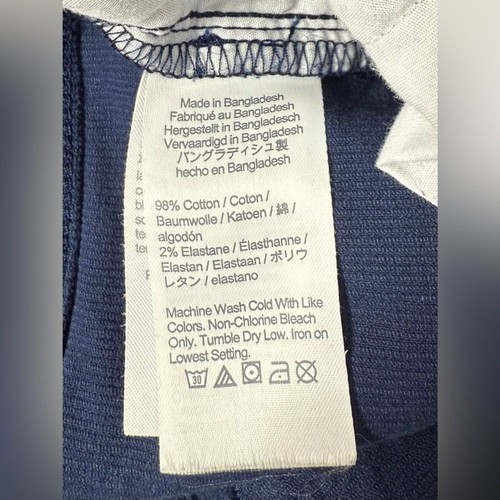 Made in Bangladesh
Fabriqué au Bangladesh
Hergestellt in Bangladesch
Vervaardigd in Bangladesh
バングラディシュ製
hecho en Bangladesh
98% Cotton / Coton /
Baumwolle / Katoen / 綿 /
algodón
2% Elastane / Élasthanne /
Elastan / Elastaan / ポリウ
レタン / elastano
Machine Wash Cold With Like
Colors. Non-Chlorine Bleach
Only. Tumble Dry Low. Iron on
Lowest Setting.
30